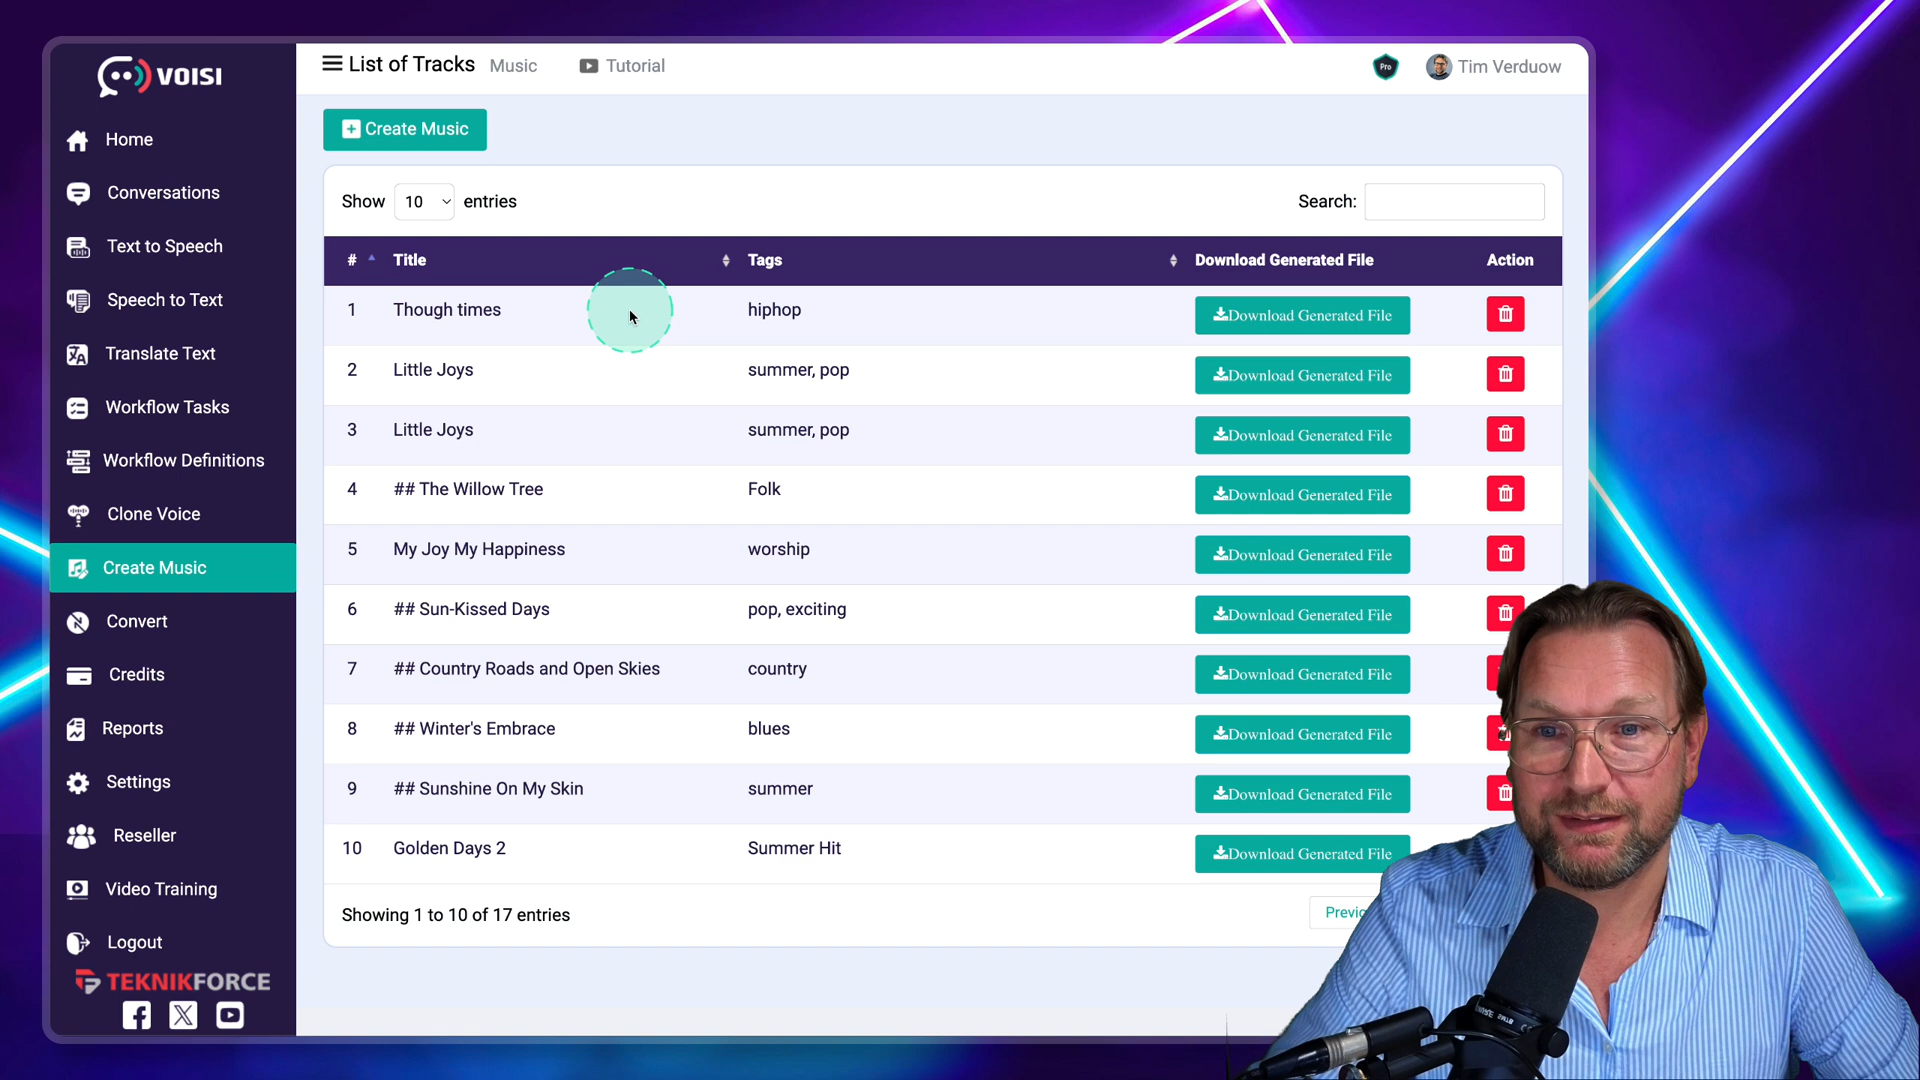 VOISI
Home
Conversations
Text to Speech
Speech to Text
Translate Text
Workflow Tasks
Workflow Definitions
Clone Voice
Create Music
Convert
Credits
Reports
Settings
Reseller
Video Training
Logout
TEKNIKFORCE
List of Tracks Music Tutorial Pro Tim Verduow
Create Music
Show 10 entries Search:
# Title Tags Download Generated File Action
1 Though times hiphop Download Generated File
2 Little Joys summer, pop Download Generated File
3 Little Joys summer, pop Download Generated File
4 ## The Willow Tree Folk Download Generated File
5 My Joy My Happiness worship Download Generated File
6 ## Sun-Kissed Days pop, exciting Download Generated File
7 ## Country Roads and Open Skies country Download Generated File
8 ## Winter's Embrace blues Download Generated File
9 ## Sunshine On My Skin summer Download Generated File
10 Golden Days 2 Summer Hit Download Generated File
Showing 1 to 10 of 17 entries